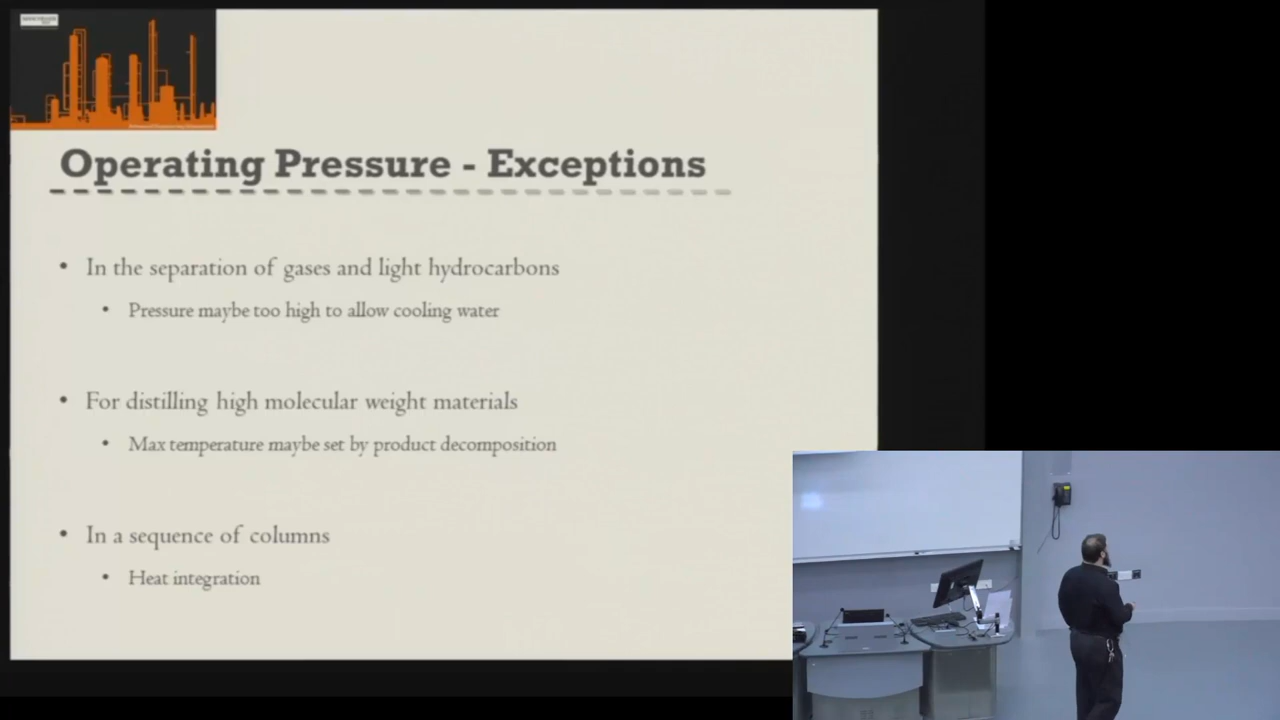 Operating Pressure - Exceptions
• In the separation of gases and light hydrocarbons
• Pressure maybe too high to allow cooling water
• For distilling high molecular weight materials
• Max temperature maybe set by product decomposition
• In a sequence of columns
• Heat integration